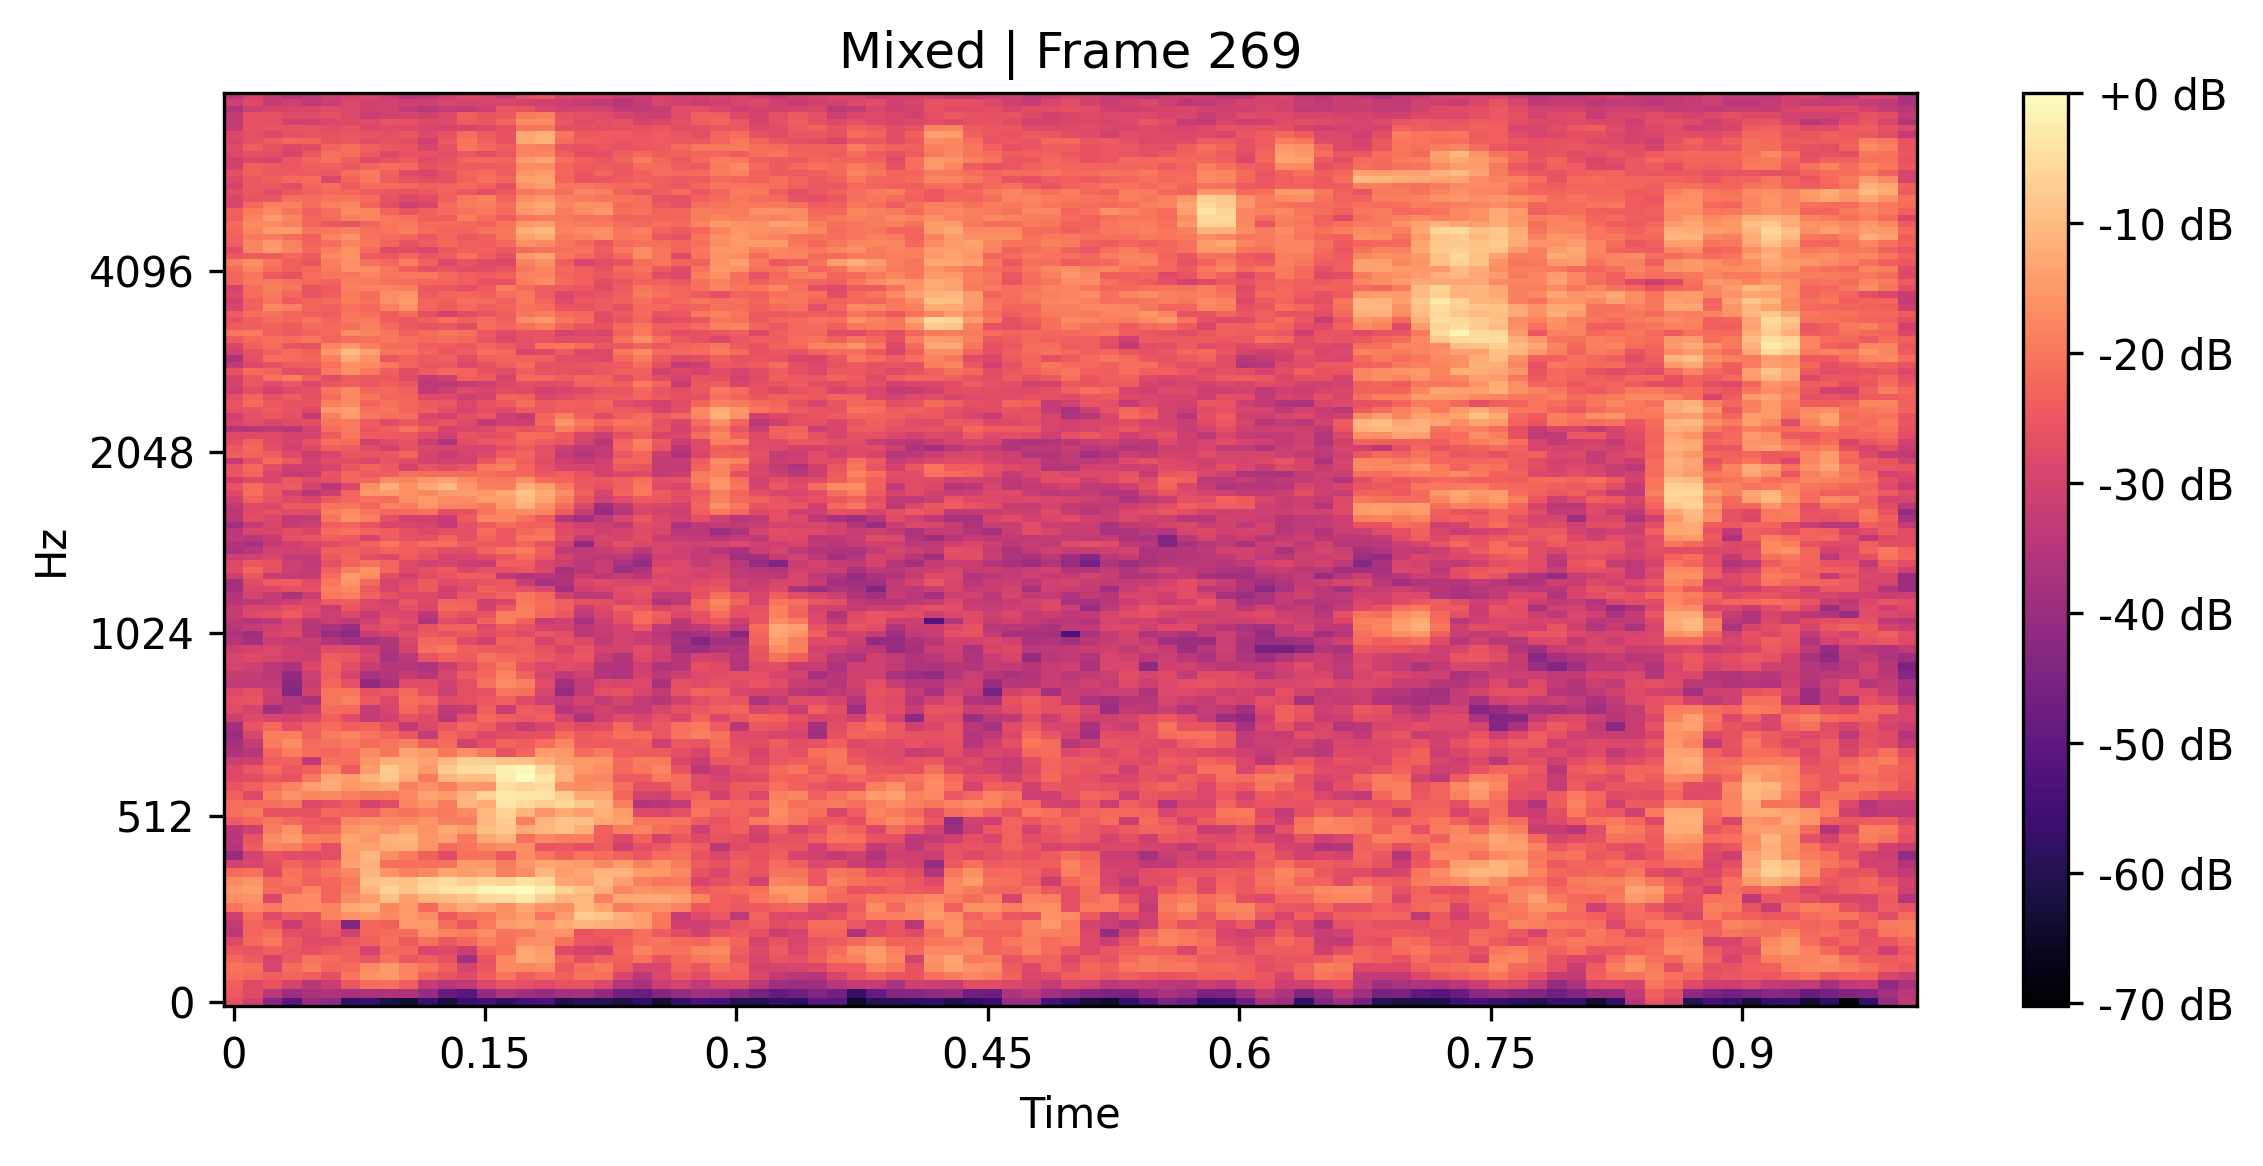 Mixed | Frame 269
Hz
4096
2048
1024
512
0
0
0.15
0.3
0.45
0.6
0.75
0.9
Time
+0 dB
-10 dB
-20 dB
-30 dB
-40 dB
-50 dB
-60 dB
-70 dB